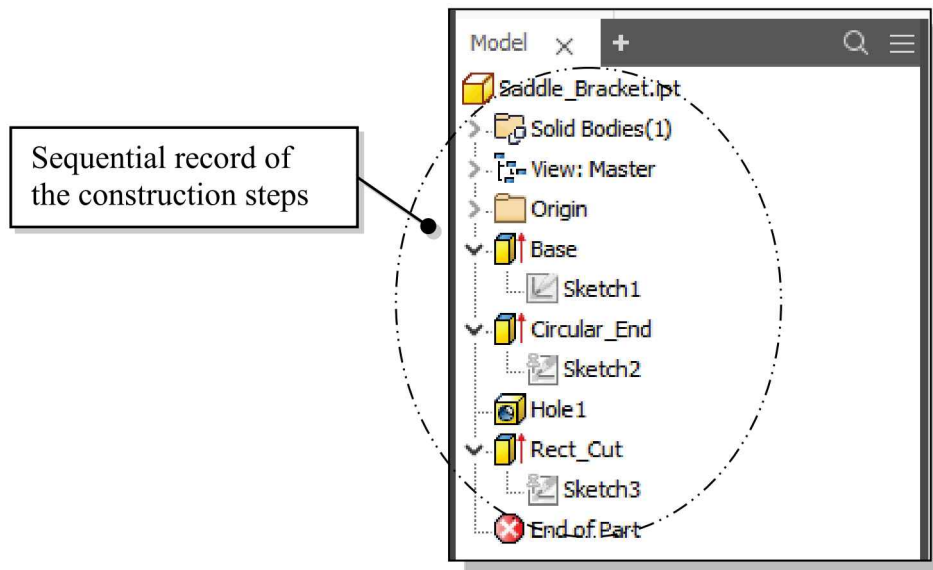 Model
Saddle_Bracket.ipt
Solid Bodies(1)
View: Master
Origin
Base
Sketch1
Circular_End
Sketch2
Hole1
Rect_Cut
Sketch3
End of Part
Sequential record of
the construction steps